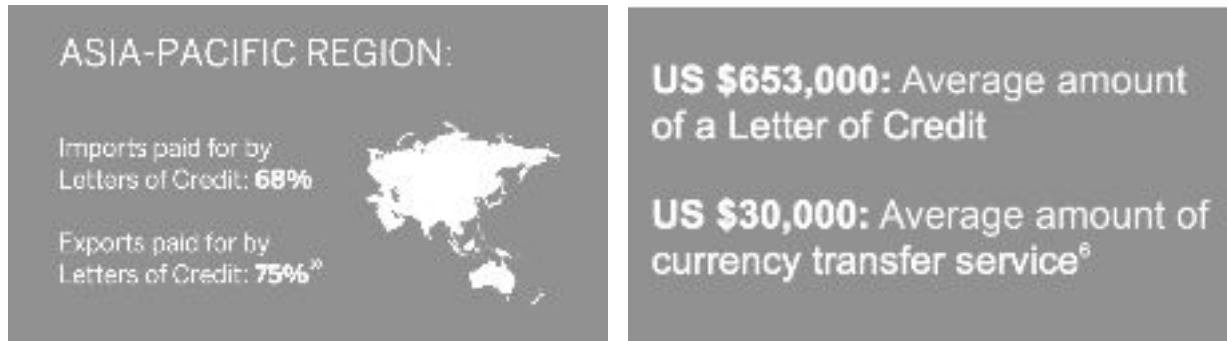 ASIA-PACIFIC REGION:
Imports paid for by
Letters of Credit: 68%
Exports paid for by
Letters of Credit: 75%
US $653,000: Average amount
of a Letter of Credit
US $30,000: Average amount of
currency transfer service⁶